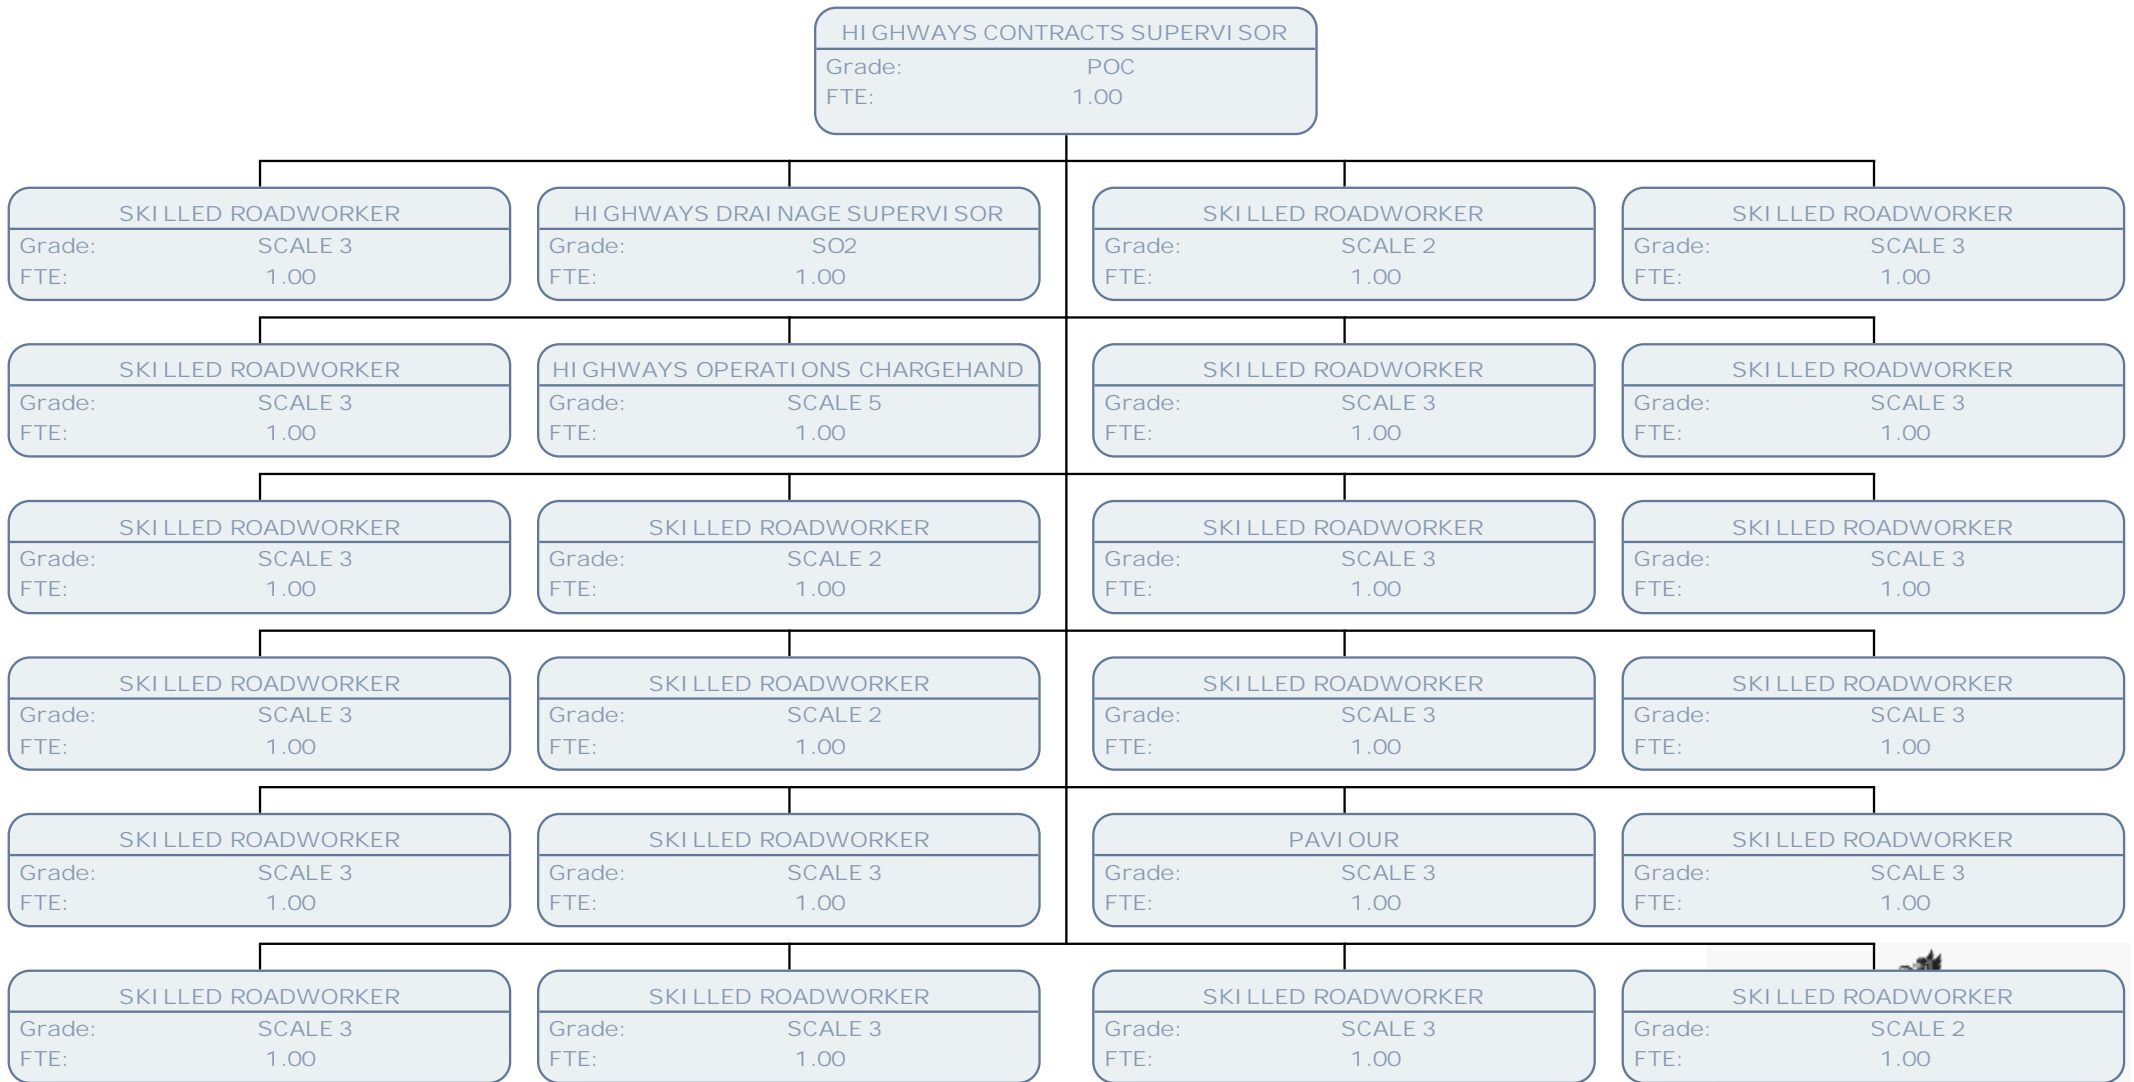 HIGHWAYS CONTRACTS SUPERVISOR
Grade: POC
FTE: 1.00
SKILLED ROADWORKER
Grade: SCALE 3
FTE: 1.00
HIGHWAYS DRAINAGE SUPERVISOR
Grade: SO2
FTE: 1.00
SKILLED ROADWORKER
Grade: SCALE 2
FTE: 1.00
SKILLED ROADWORKER
Grade: SCALE 3
FTE: 1.00
SKILLED ROADWORKER
Grade: SCALE 3
FTE: 1.00
HIGHWAYS OPERATIONS CHARGEHAND
Grade: SCALE 5
FTE: 1.00
SKILLED ROADWORKER
Grade: SCALE 3
FTE: 1.00
SKILLED ROADWORKER
Grade: SCALE 3
FTE: 1.00
SKILLED ROADWORKER
Grade: SCALE 3
FTE: 1.00
SKILLED ROADWORKER
Grade: SCALE 2
FTE: 1.00
SKILLED ROADWORKER
Grade: SCALE 3
FTE: 1.00
SKILLED ROADWORKER
Grade: SCALE 3
FTE: 1.00
SKILLED ROADWORKER
Grade: SCALE 3
FTE: 1.00
SKILLED ROADWORKER
Grade: SCALE 2
FTE: 1.00
SKILLED ROADWORKER
Grade: SCALE 3
FTE: 1.00
SKILLED ROADWORKER
Grade: SCALE 3
FTE: 1.00
SKILLED ROADWORKER
Grade: SCALE 3
FTE: 1.00
SKILLED ROADWORKER
Grade: SCALE 3
FTE: 1.00
PAVIOUR
Grade: SCALE 3
FTE: 1.00
SKILLED ROADWORKER
Grade: SCALE 3
FTE: 1.00
SKILLED ROADWORKER
Grade: SCALE 3
FTE: 1.00
SKILLED ROADWORKER
Grade: SCALE 3
FTE: 1.00
SKILLED ROADWORKER
Grade: SCALE 3
FTE: 1.00
SKILLED ROADWORKER
Grade: SCALE 2
FTE: 1.00